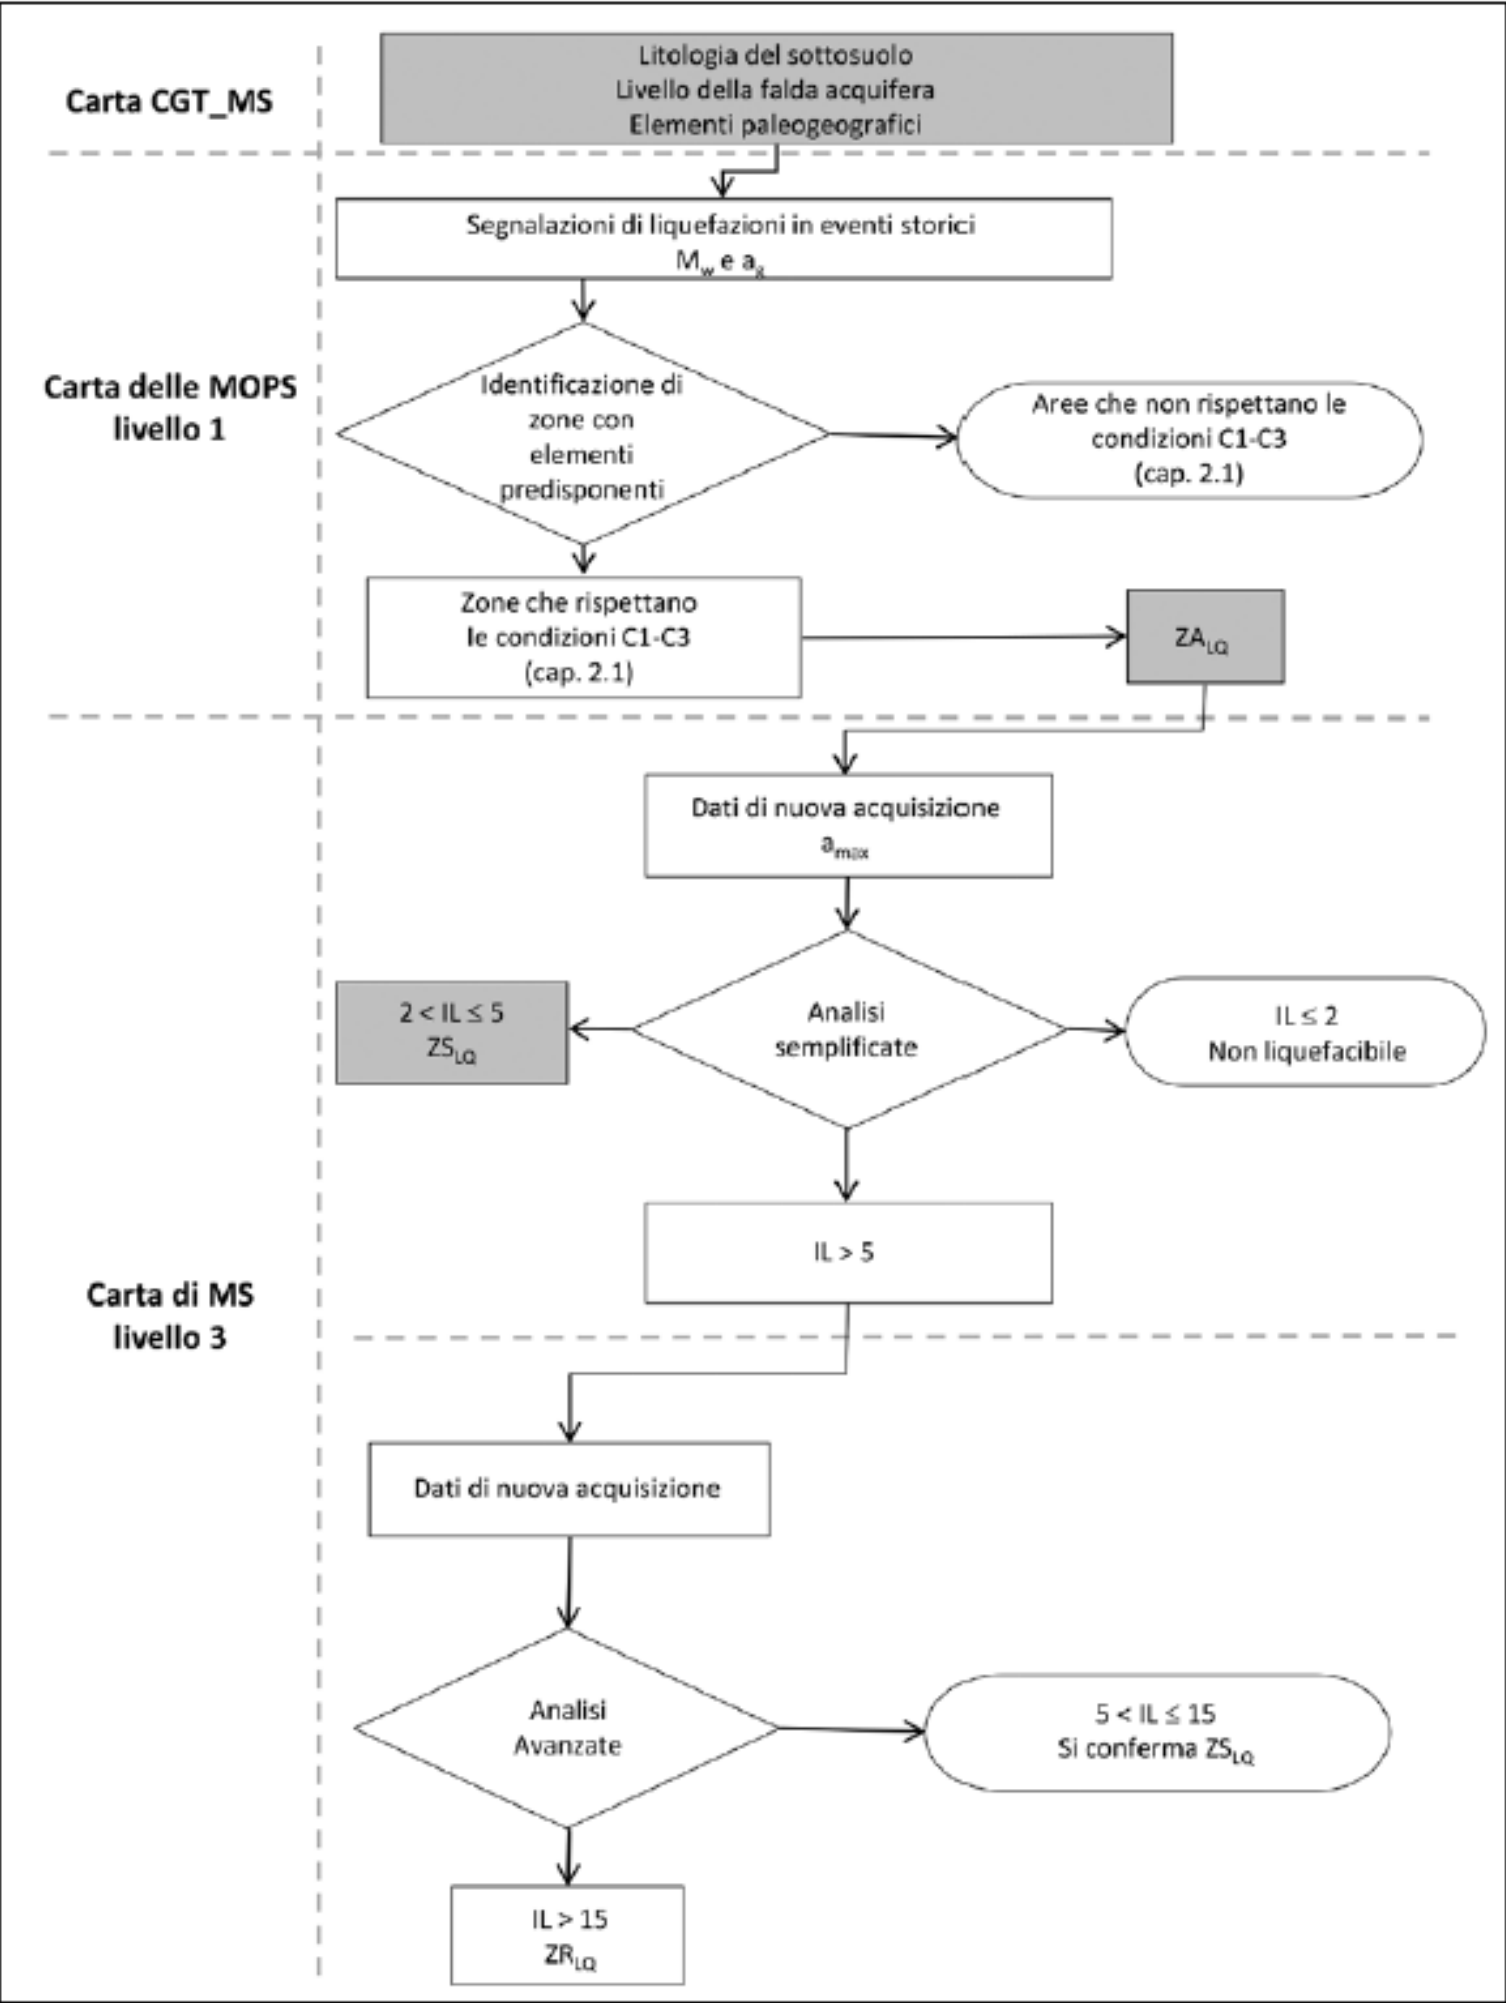 Carta CGT_MS
Litologia del sottosuolo
Livello della falda acquifera
Elementi paleogeografici
Segnalazioni di liquefazioni in eventi storici
Mw e ag
Carta delle MOPS
livello 1
Identificazione di
zone con
elementi
predisponenti
Aree che non rispettano le
condizioni C1-C3
(cap. 2.1)
Zone che rispettano
le condizioni C1-C3
(cap. 2.1)
ZALQ
Dati di nuova acquisizione
amax
2 < IL ≤ 5
ZSLQ
Analisi
semplificate
IL ≤ 2
Non liquefacibile
IL > 5
Carta di MS
livello 3
Dati di nuova acquisizione
Analisi
Avanzate
5 < IL ≤ 15
Si conferma ZSLQ
IL > 15
ZRLQ